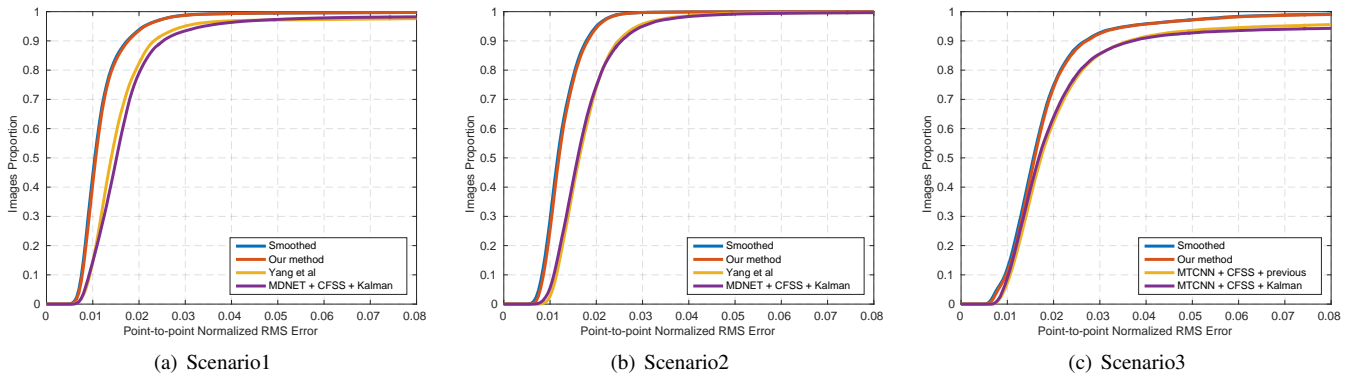 1
0.9
0.8
0.7
0.6
0.5
0.4
0.3
0.2
0.1
0
Images Proportion
Smoothed
Our method
Yang et al
MDNET + CFSS + Kalman
0 0.01 0.02 0.03 0.04 0.05 0.06 0.07 0.08
Point-to-point Normalized RMS Error
(a) Scenario1
1
0.9
0.8
0.7
0.6
0.5
0.4
0.3
0.2
0.1
0
Images Proportion
Smoothed
Our method
Yang et al
MDNET + CFSS + Kalman
0 0.01 0.02 0.03 0.04 0.05 0.06 0.07 0.08
Point-to-point Normalized RMS Error
(b) Scenario2
1
0.9
0.8
0.7
0.6
0.5
0.4
0.3
0.2
0.1
0
Images Proportion
Smoothed
Our method
MTCNN + CFSS + previous
MTCNN + CFSS + Kalman
0 0.01 0.02 0.03 0.04 0.05 0.06 0.07 0.08
Point-to-point Normalized RMS Error
(c) Scenario3